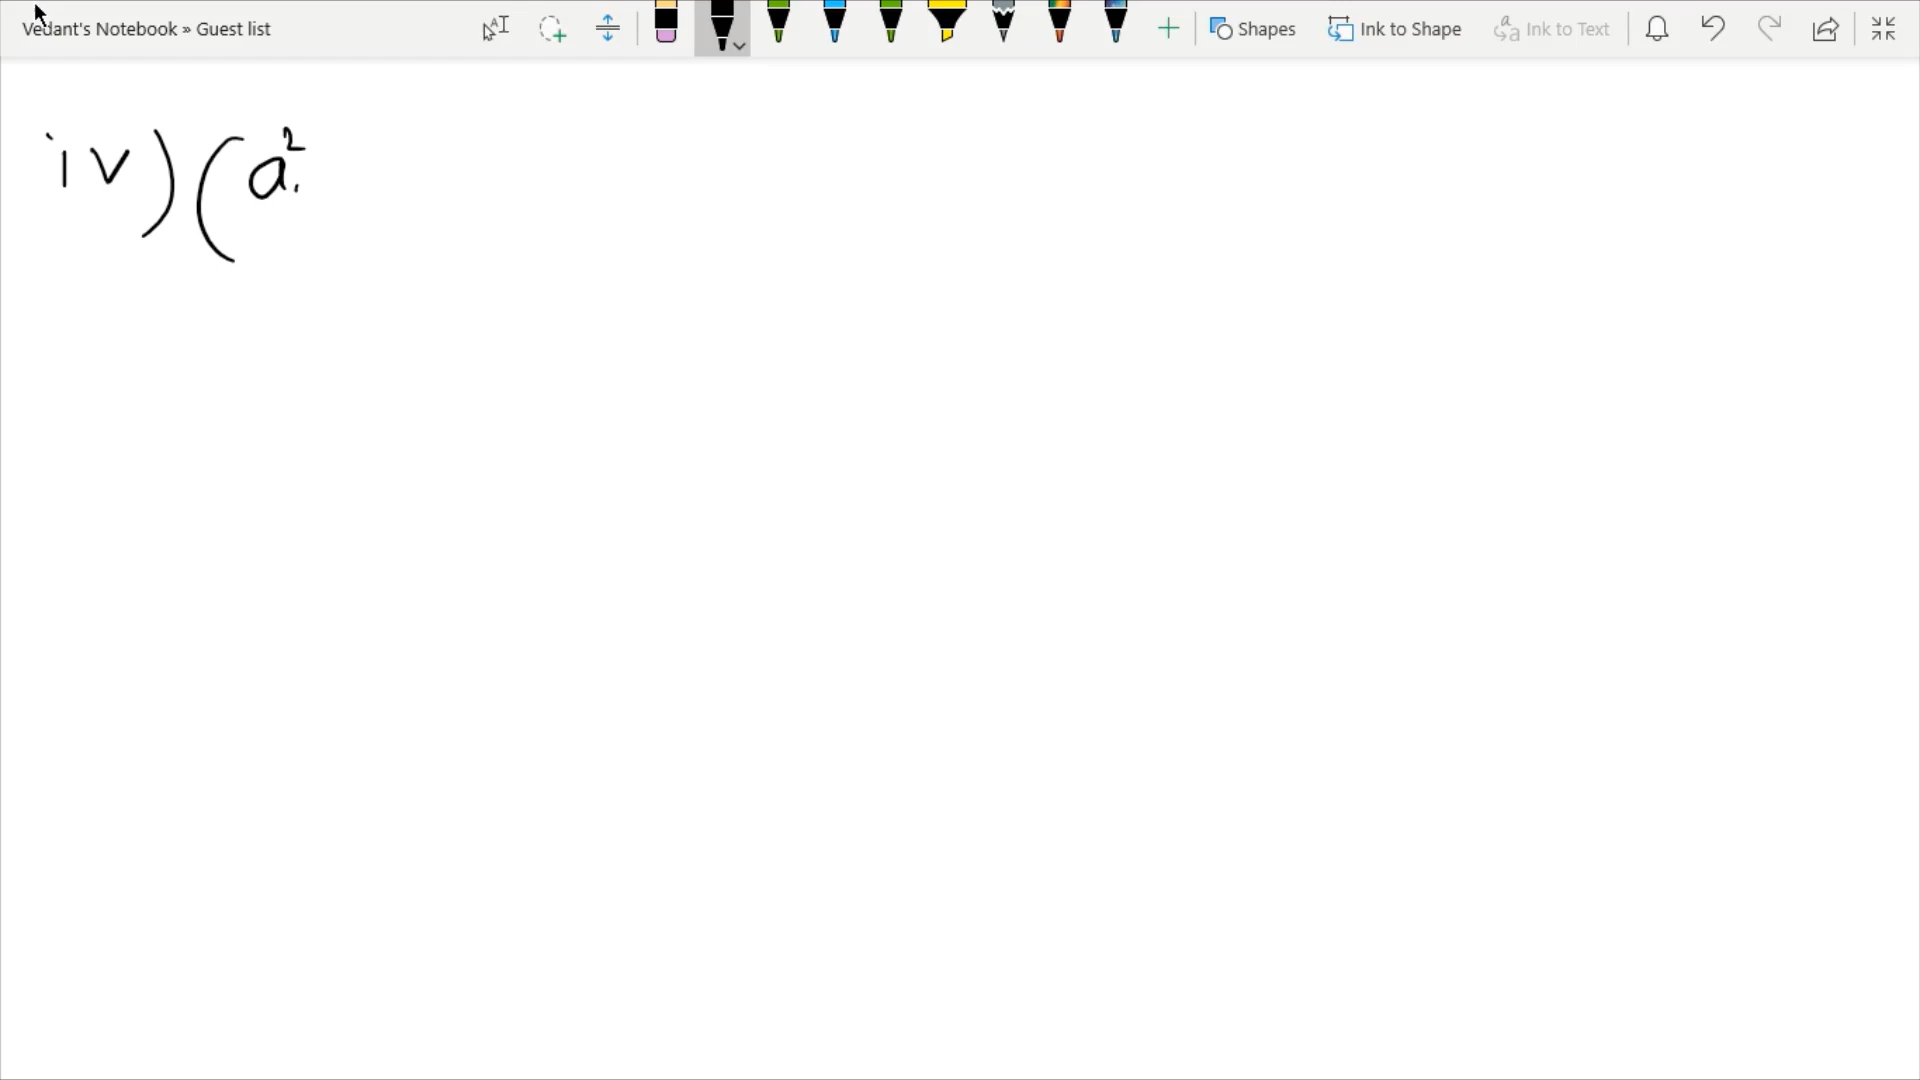 Vedant's Notebook » Guest list Shapes Ink to Shape Ink to Text
iv) (a².